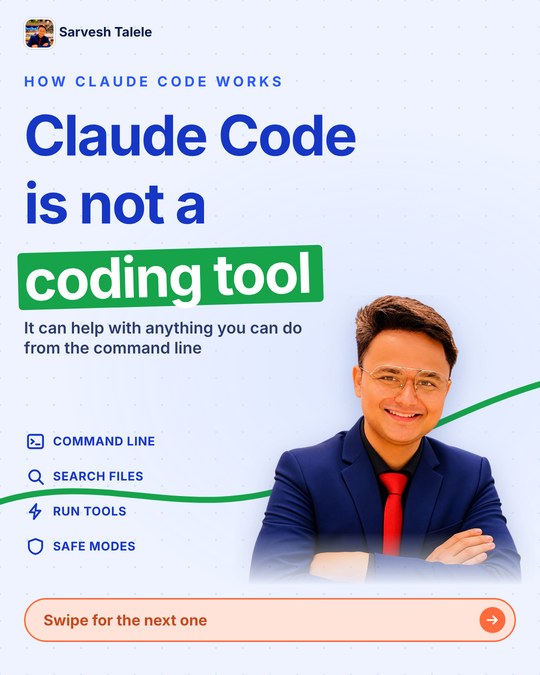 Sarvesh Talele
HOW CLAUDE CODE WORKS
Claude Code
is not a
coding tool
It can help with anything you can do
from the command line
COMMAND LINE
SEARCH FILES
RUN TOOLS
SAFE MODES
Swipe for the next one